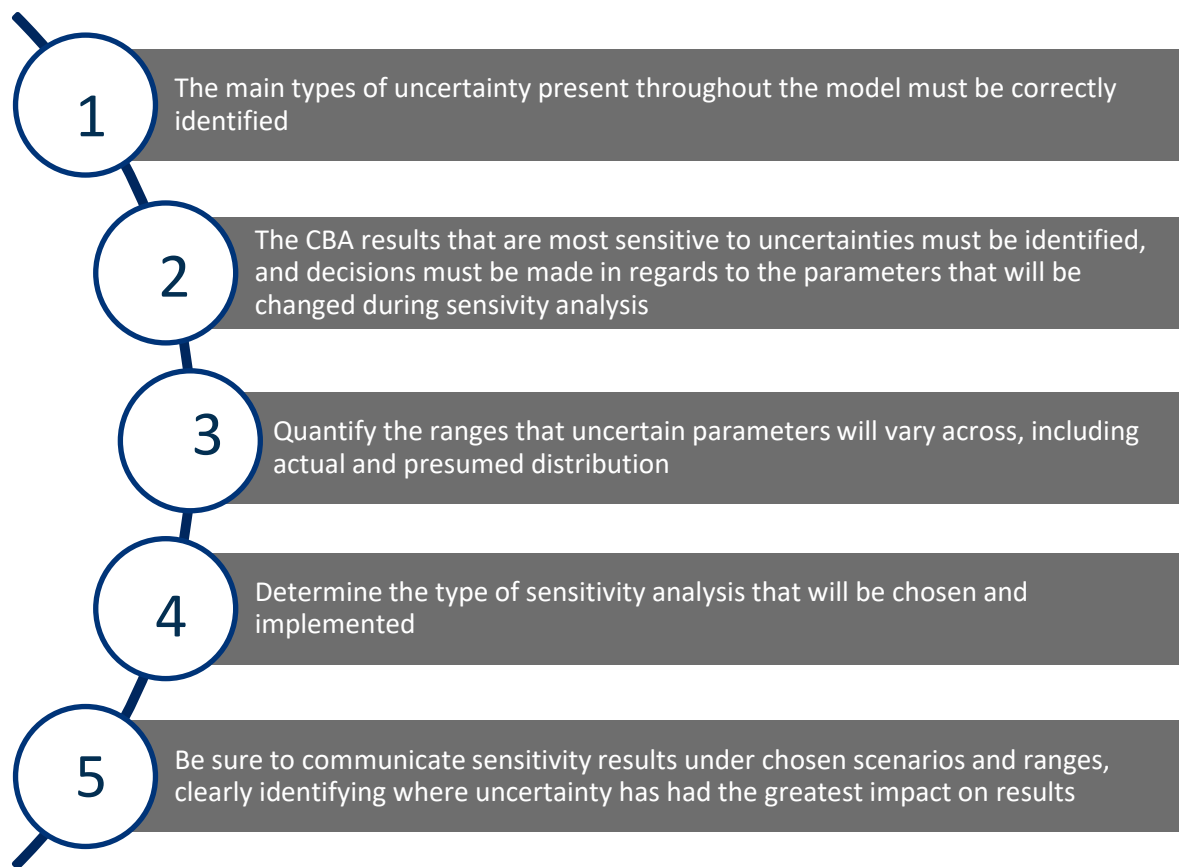 1
The main types of uncertainty present throughout the model must be correctly
identified
2
The CBA results that are most sensitive to uncertainties must be identified,
and decisions must be made in regards to the parameters that will be
changed during sensivity analysis
3
Quantify the ranges that uncertain parameters will vary across, including
actual and presumed distribution
4
Determine the type of sensitivity analysis that will be chosen and
implemented
5
Be sure to communicate sensitivity results under chosen scenarios and ranges,
clearly identifying where uncertainty has had the greatest impact on results